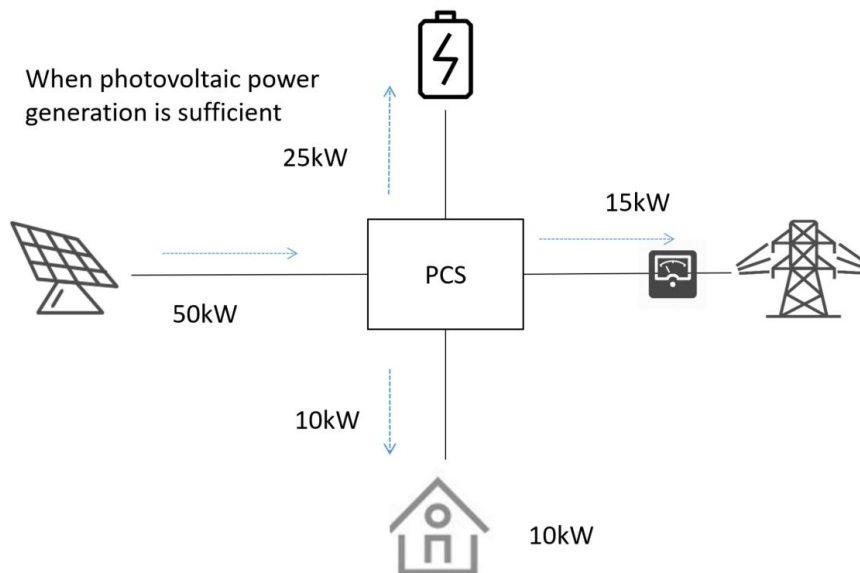 When photovoltaic power
generation is sufficient
25kW
15kW
PCS
50kW
10kW
10kW